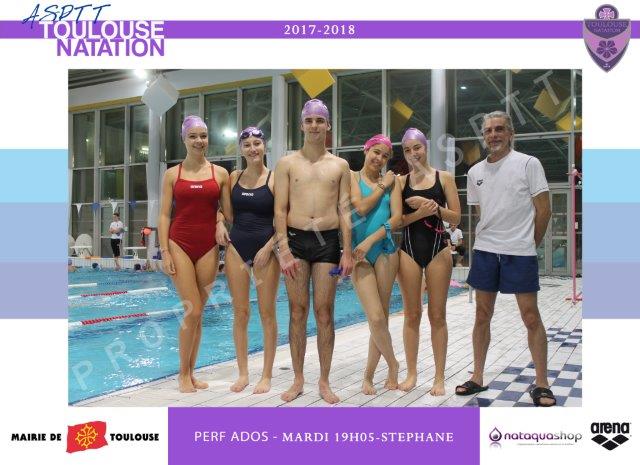 ASPTT
TOULOUSE
NATATION
2017-2018
TOULOUSE
NATATION
PROPRIETE ASPTT
arena
arena
MAIRIE DE TOULOUSE
PERF ADOS - MARDI 19H05-STEPHANE
nataquashop
arena